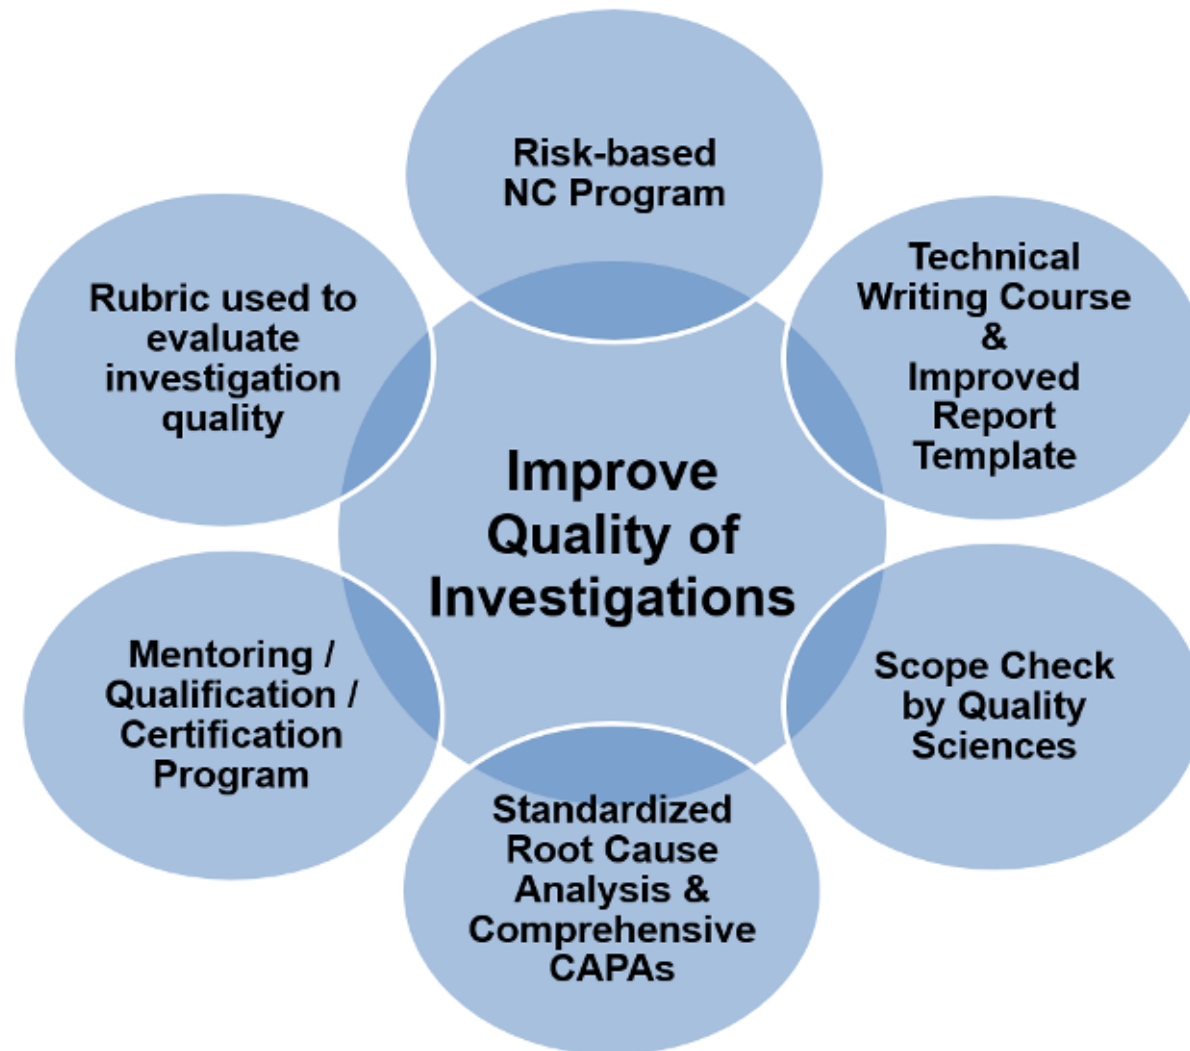 Risk-based
NC Program
Technical
Writing Course
&
Improved
Report
Template
Scope Check
by Quality
Sciences
Standardized
Root Cause
Analysis &
Comprehensive
CAPAs
Mentoring /
Qualification /
Certification
Program
Rubric used to
evaluate
investigation
quality
Improve
Quality of
Investigations